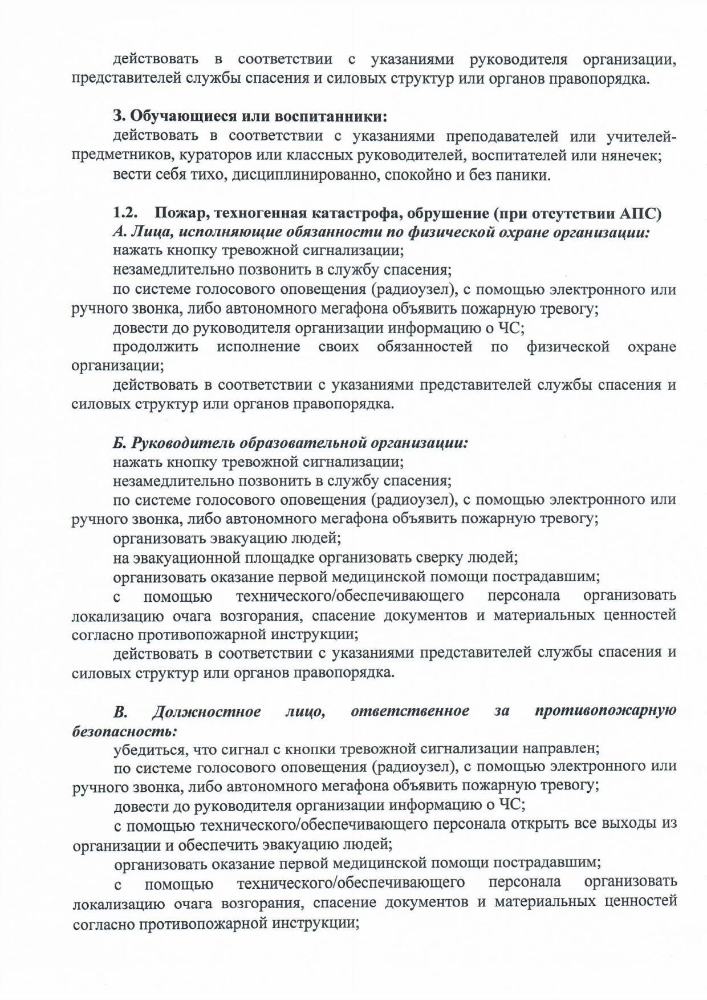 действовать в соответствии с указаниями руководителя организации,
представителей службы спасения и силовых структур или органов правопорядка.
З. Обучающиеся или воспитанники:
действовать в соответствии с указаниями преподавателей или учителей-
предметников, кураторов или классных руководителей, воспитателей или нянечек;
вести себя тихо, дисциплинированно, спокойно и без паники.
1.2. Пожар, техногенная катастрофа, обрушение (при отсутствии АПС)
А. Лица, исполняющие обязанности по физической охране организации:
нажать кнопку тревожной сигнализации;
незамедлительно позвонить в службу спасения;
по системе голосового оповещения (радиоузел), с помощью электронного или
ручного звонка, либо автономного мегафона объявить пожарную тревогу;
довести до руководителя организации информацию о ЧС;
продолжить исполнение своих обязанностей по физической охране
организации;
действовать в соответствии с указаниями представителей службы спасения и
силовых структур или органов правопорядка.
Б. Руководитель образовательной организации:
нажать кнопку тревожной сигнализации;
незамедлительно позвонить в службу спасения;
по системе голосового оповещения (радиоузел), с помощью электронного или
ручного звонка, либо автономного мегафона объявить пожарную тревогу;
организовать эвакуацию людей;
на эвакуационной площадке организовать сверку людей;
организовать оказание первой медицинской помощи пострадавшим;
с помощью технического/обеспечивающего персонала организовать
локализацию очага возгорания, спасение документов и материальных ценностей
согласно противопожарной инструкции;
действовать в соответствии с указаниями представителей службы спасения и
силовых структур или органов правопорядка.
В. Должностное лицо, ответственное за противопожарную
безопасность:
убедиться, что сигнал с кнопки тревожной сигнализации направлен;
по системе голосового оповещения (радиоузел), с помощью электронного или
ручного звонка, либо автономного мегафона объявить пожарную тревогу;
довести до руководителя организации информацию о ЧС;
с помощью технического/обеспечивающего персонала открыть все выходы из
организации и обеспечить эвакуацию людей;
организовать оказание первой медицинской помощи пострадавшим;
с помощью технического/обеспечивающего персонала организовать
локализацию очага возгорания, спасение документов и материальных ценностей
согласно противопожарной инструкции;